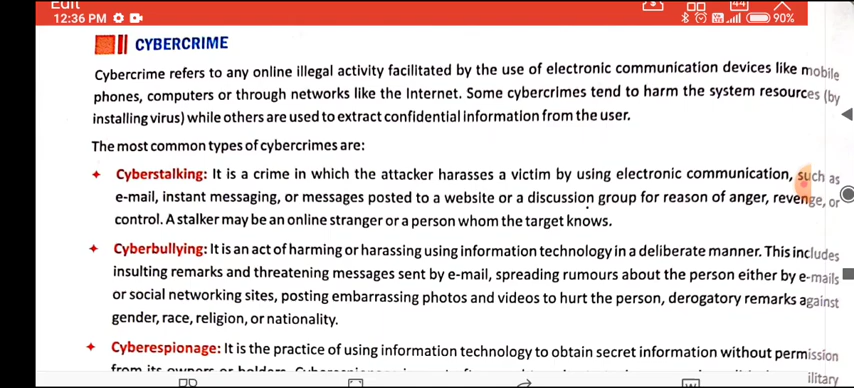 Edit
12:36 PM
44
90%
CYBERCRIME
Cybercrime refers to any online illegal activity facilitated by the use of electronic communication devices like mobile
phones, computers or through networks like the Internet. Some cybercrimes tend to harm the system resources (by
installing virus) while others are used to extract confidential information from the user.
The most common types of cybercrimes are:
Cyberstalking: It is a crime in which the attacker harasses a victim by using electronic communication, such as
e-mail, instant messaging, or messages posted to a website or a discussion group for reason of anger, revenge, or
control. A stalker may be an online stranger or a person whom the target knows.
Cyberbullying: It is an act of harming or harassing using information technology in a deliberate manner. This includes
insulting remarks and threatening messages sent by e-mail, spreading rumours about the person either by e-mails
or social networking sites, posting embarrassing photos and videos to hurt the person, derogatory remarks against
gender, race, religion, or nationality.
Cyberespionage: It is the practice of using information technology to obtain secret information without permission
from its owners or holders.
ilitary